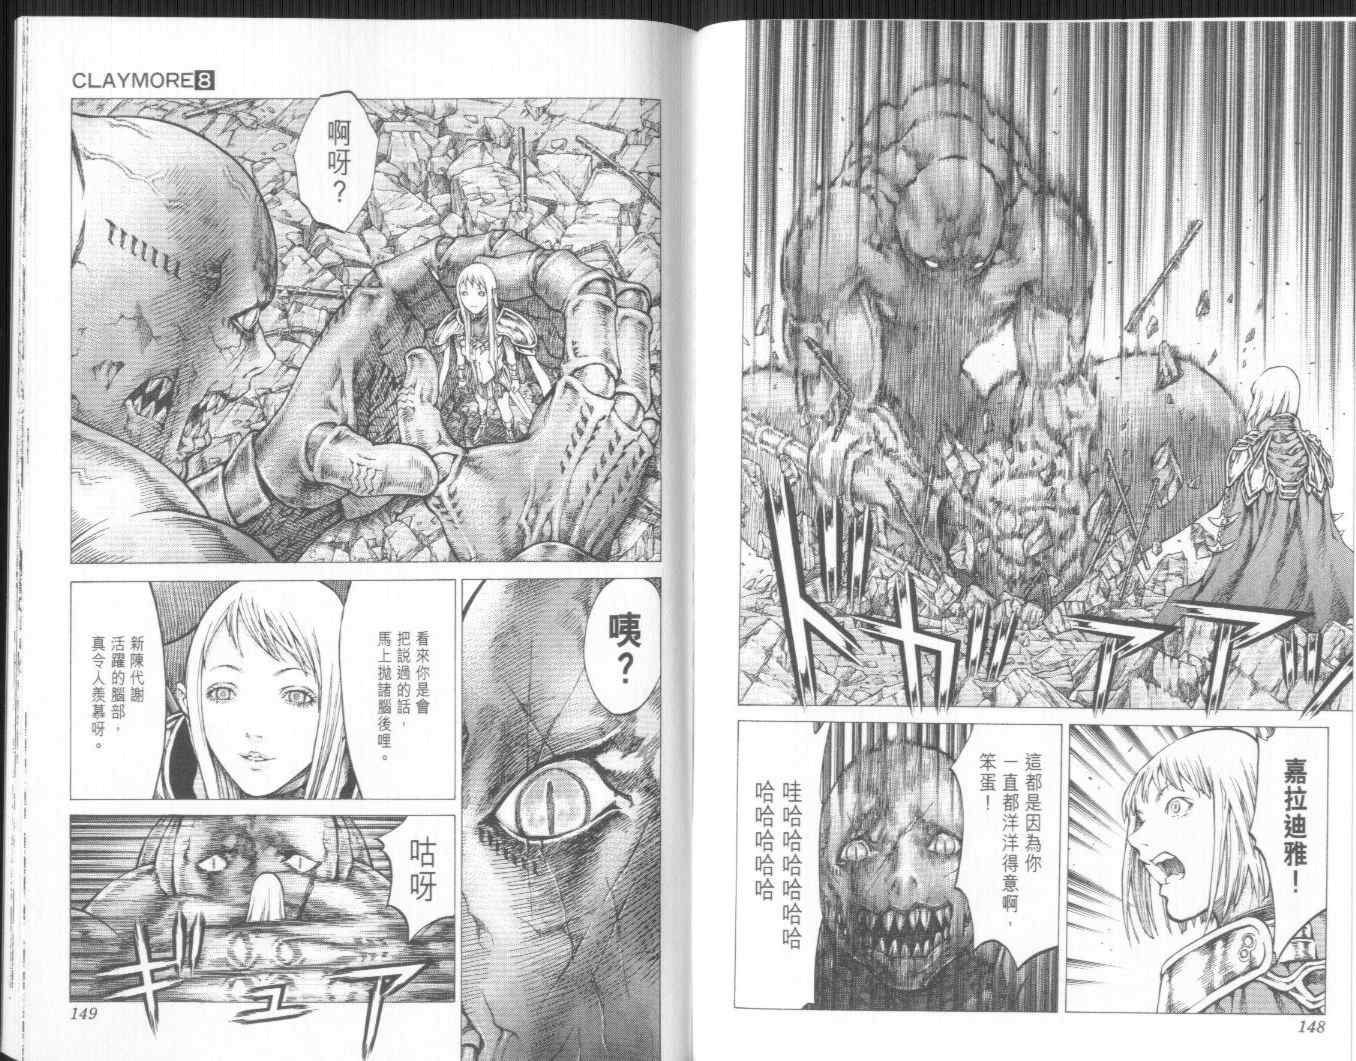 嘉拉迪雅！
這都是因為你
一直都洋洋得意啊，
笨蛋！
哇哈哈哈哈哈哈
哈哈哈哈哈
ドガガアア
148
CLAYMORE8
啊呀？
咦？
看來你是會
把說過的話，
馬上拋諸腦後哩。
新陳代謝
活躍的腦部，
真令人羨慕呀。
咕呀
ギュア
149